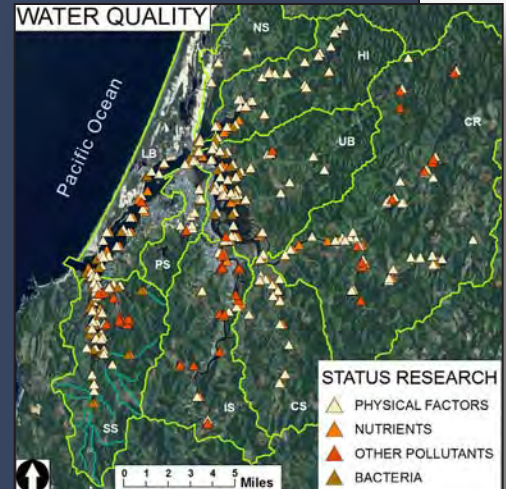 WATER QUALITY
NS
HI
CR
Pacific Ocean
LB
UB
PS
SS
IS
CS
STATUS RESEARCH
PHYSICAL FACTORS
NUTRIENTS
OTHER POLLUTANTS
BACTERIA
0 1 2 3 4 5
Miles